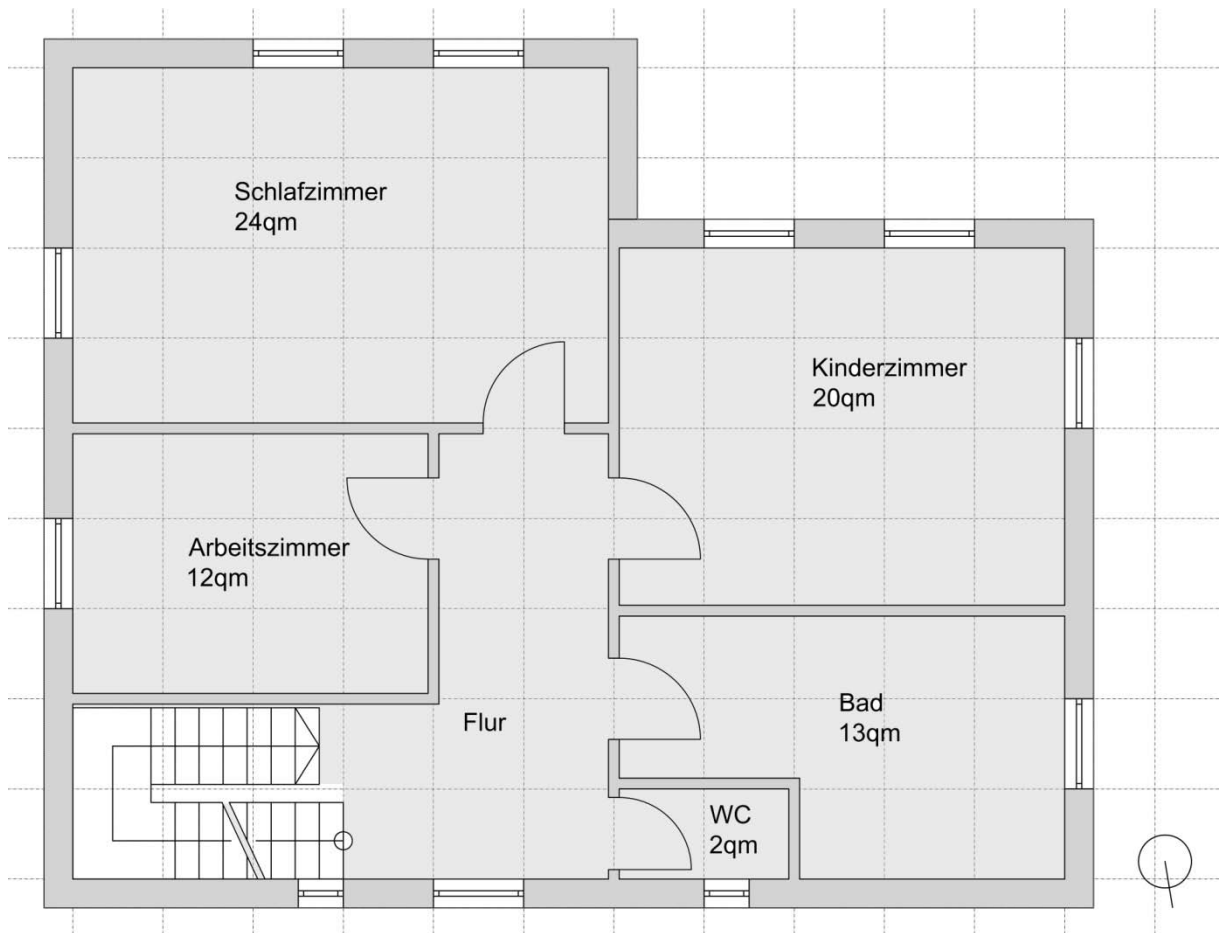 Schlafzimmer
24qm
Kinderzimmer
20qm
Arbeitszimmer
12qm
Flur
Bad
13qm
WC
2qm